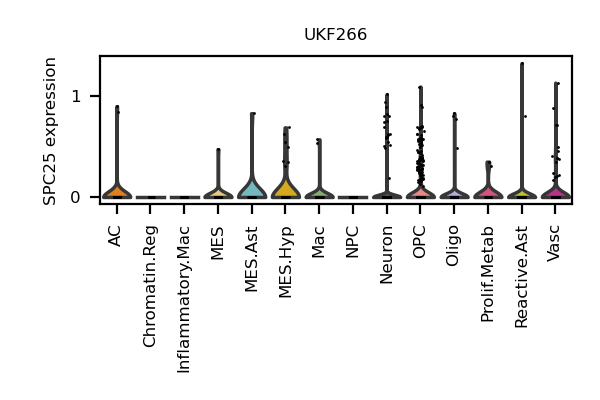 UKF266
SPC25 expression
1
0
AC
Chromatin.Reg
Inflammatory.Mac
MES
MES.Ast
MES.Hyp
Mac
NPC
Neuron
OPC
Oligo
Prolif.Metab
Reactive.Ast
Vasc